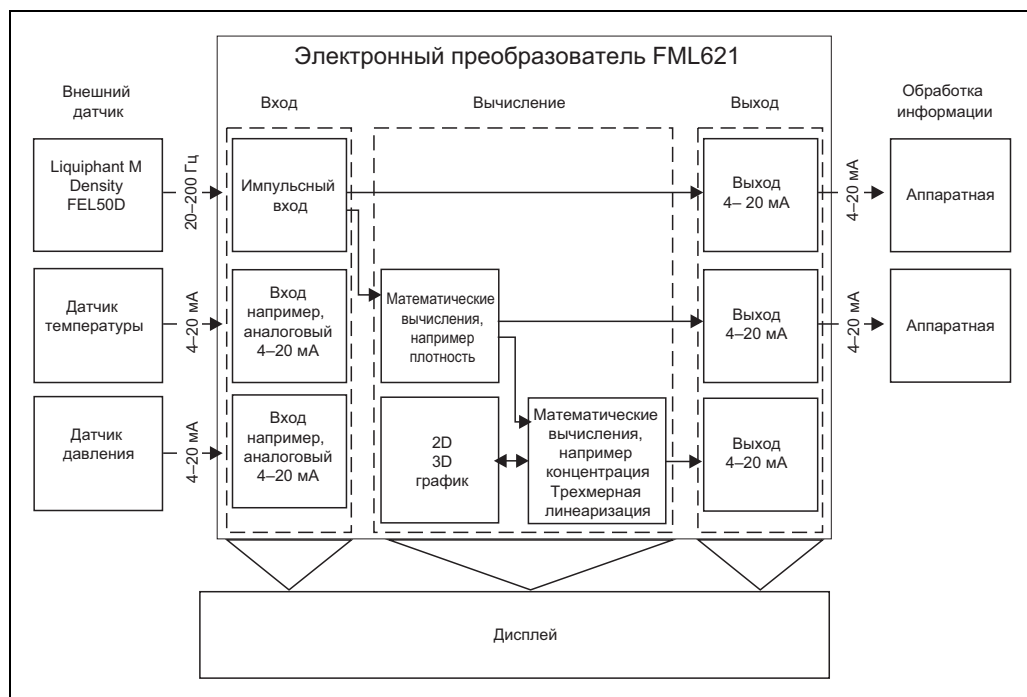 Электронный преобразователь FML621
Внешний
датчик
Вход
Вычисление
Выход
Обработка
информации
Liquiphant M
Density
FEL50D
20–200 Гц
Импульсный
вход
Выход
4– 20 мА
4–20 мА
Аппаратная
Датчик
температуры
4–20 мА
Вход
например,
аналоговый
4–20 мА
Математические
вычисления,
например
плотность
Выход
4–20 мА
4–20 мА
Аппаратная
Датчик
давления
4–20 мА
Вход
например,
аналоговый
4–20 мА
2D
3D
график
Математические
вычисления,
например
концентрация
Трехмерная
линеаризация
Выход
4–20 мА
Дисплей